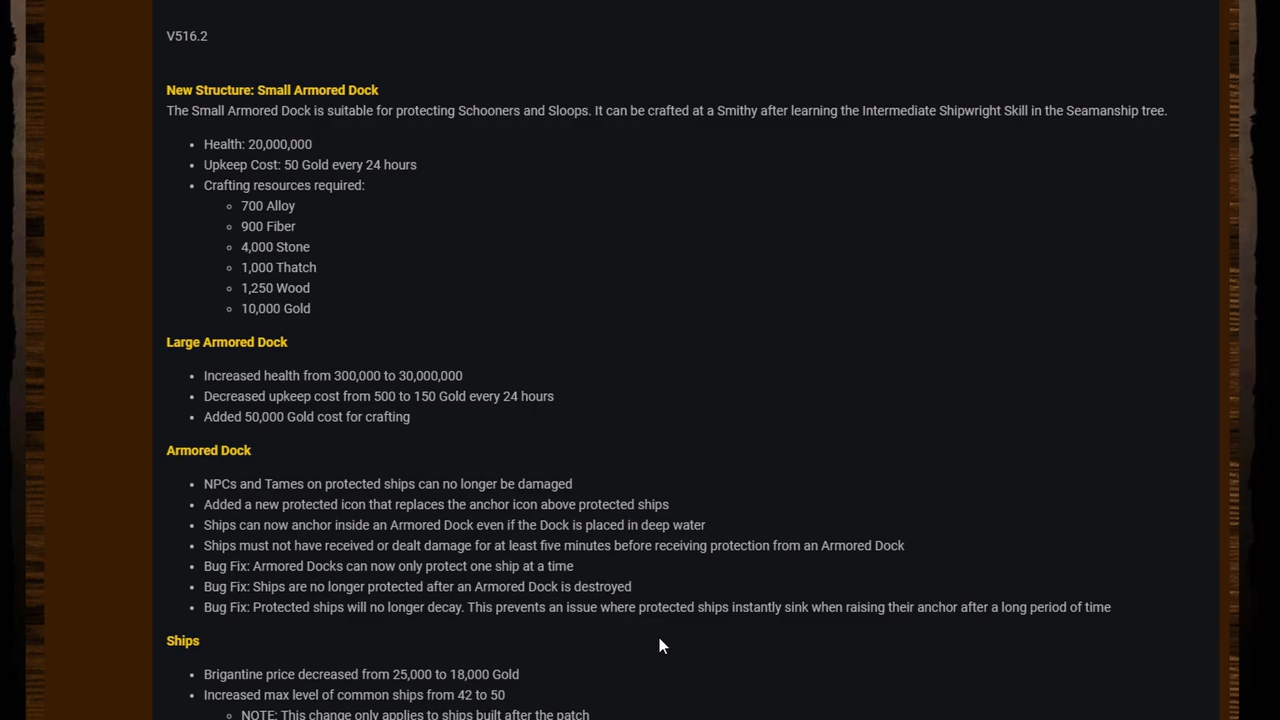 V516.2
New Structure: Small Armored Dock
The Small Armored Dock is suitable for protecting Schooners and Sloops. It can be crafted at a Smithy after learning the Intermediate Shipwright Skill in the Seamanship tree.
• Health: 20,000,000
• Upkeep Cost: 50 Gold every 24 hours
• Crafting resources required:
◦ 700 Alloy
◦ 900 Fiber
◦ 4,000 Stone
◦ 1,000 Thatch
◦ 1,250 Wood
◦ 10,000 Gold
Large Armored Dock
• Increased health from 300,000 to 30,000,000
• Decreased upkeep cost from 500 to 150 Gold every 24 hours
• Added 50,000 Gold cost for crafting
Armored Dock
• NPCs and Tames on protected ships can no longer be damaged
• Added a new protected icon that replaces the anchor icon above protected ships
• Ships can now anchor inside an Armored Dock even if the Dock is placed in deep water
• Ships must not have received or dealt damage for at least five minutes before receiving protection from an Armored Dock
• Bug Fix: Armored Docks can now only protect one ship at a time
• Bug Fix: Ships are no longer protected after an Armored Dock is destroyed
• Bug Fix: Protected ships will no longer decay. This prevents an issue where protected ships instantly sink when raising their anchor after a long period of time
Ships
• Brigantine price decreased from 25,000 to 18,000 Gold
• Increased max level of common ships from 42 to 50
◦ NOTE: This change only applies to ships built after the patch